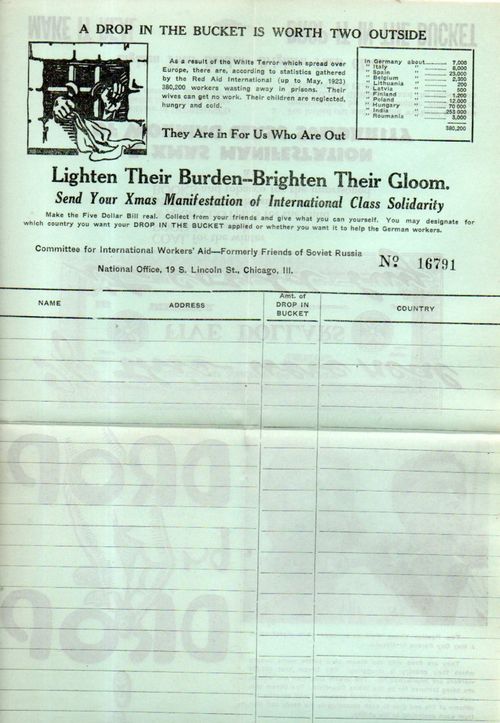 A DROP IN THE BUCKET IS WORTH TWO OUTSIDE
As a result of the White Terror which spread over
Europe, there are, according to statistics gathered
by the Red Aid International (up to May, 1923)
380,200 workers wasting away in prisons. Their
wives can get no work. Their children are neglected,
hungry and cold.
They Are in For Us Who Are Out
In Germany about 7,000
" Italy " 6,000
" Spain " 23,000
" Belgium "
" Lithuania " 500
" Latvia " 500
" Finland " 1,200
" Poland " 12,000
" Hungary " 70 000
" India "
" Roumania " 3,000
380,200
Lighten Their Burden--Brighten Their Gloom.
Send Your Xmas Manifestation of International Class Solidarity
Make the Five Dollar Bill real. Collect from your friends and give what you can yourself. You may designate for
which country you want your DROP IN THE BUCKET applied or whether you want it to help the German workers.
Committee for International Workers' Aid—Formerly Friends of Soviet Russia
National Office, 19 S. Lincoln St., Chicago, Ill.
Nº 16791
NAME
ADDRESS
Amt. of
DROP IN
BUCKET
COUNTRY